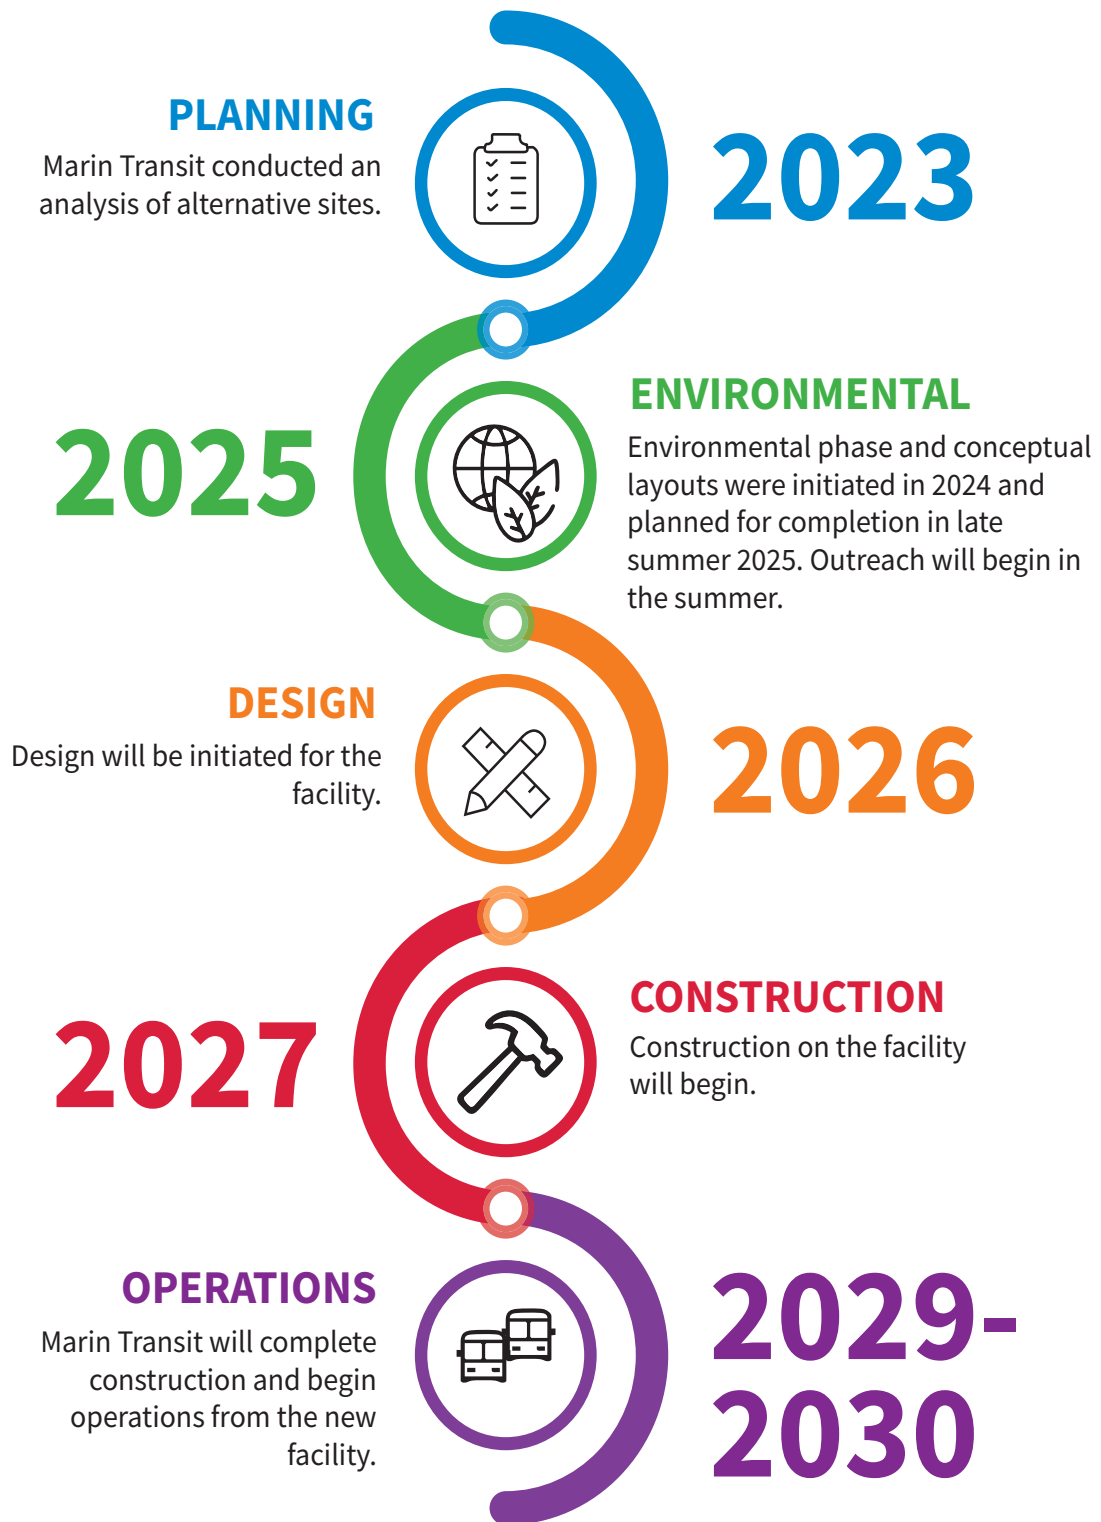 PLANNING
Marin Transit conducted an
analysis of alternative sites.
2023
2025
ENVIRONMENTAL
Environmental phase and conceptual
layouts were initiated in 2024 and
planned for completion in late
summer 2025. Outreach will begin in
the summer.
DESIGN
Design will be initiated for the
facility.
2026
2027
CONSTRUCTION
Construction on the facility
will begin.
OPERATIONS
Marin Transit will complete
construction and begin
operations from the new
facility.
2029-
2030